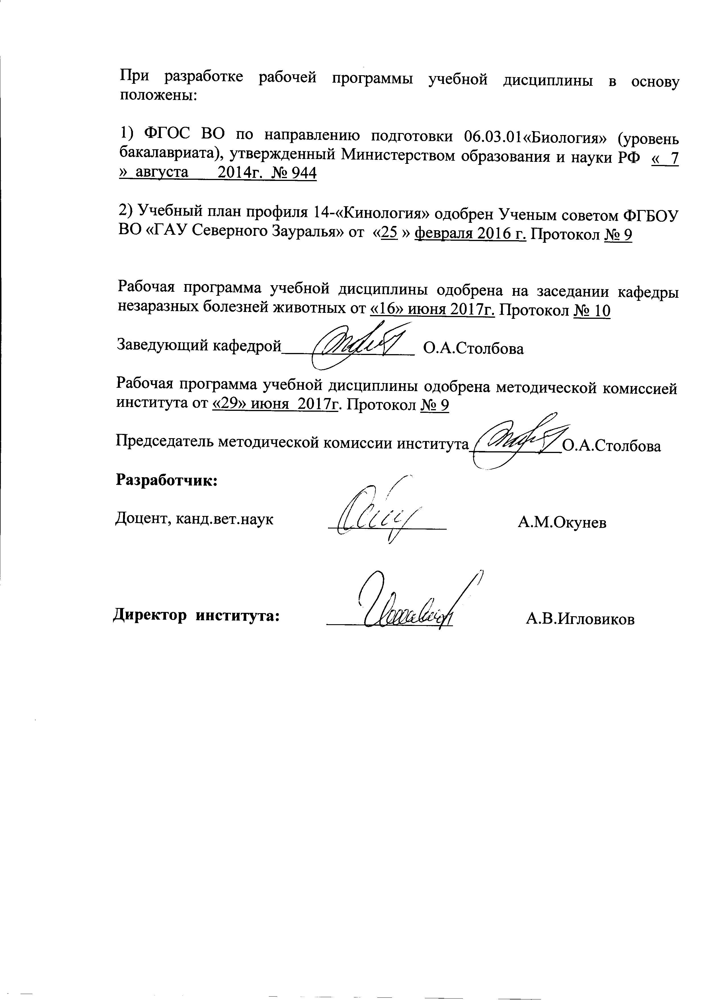 При разработке рабочей программы учебной дисциплины в основу
положены:
1) ФГОС ВО по направлению подготовки 06.03.01«Биология» (уровень
бакалавриата), утвержденный Министерством образования и науки РФ « 7
» августа 2014г. № 944
2) Учебный план профиля 14-«Кинология» одобрен Ученым советом ФГБОУ
ВО «ГАУ Северного Зауралья» от «25 » февраля 2016 г. Протокол № 9
Рабочая программа учебной дисциплины одобрена на заседании кафедры
незаразных болезней животных от «16» июня 2017г. Протокол № 10
Заведующий кафедрой О.А.Столбова
Рабочая программа учебной дисциплины одобрена методической комиссией
института от «29» июня 2017г. Протокол № 9
Председатель методической комиссии института О.А.Столбова
Разработчик:
Доцент, канд.вет.наук А.М.Окунев
Директор института: А.В.Игловиков